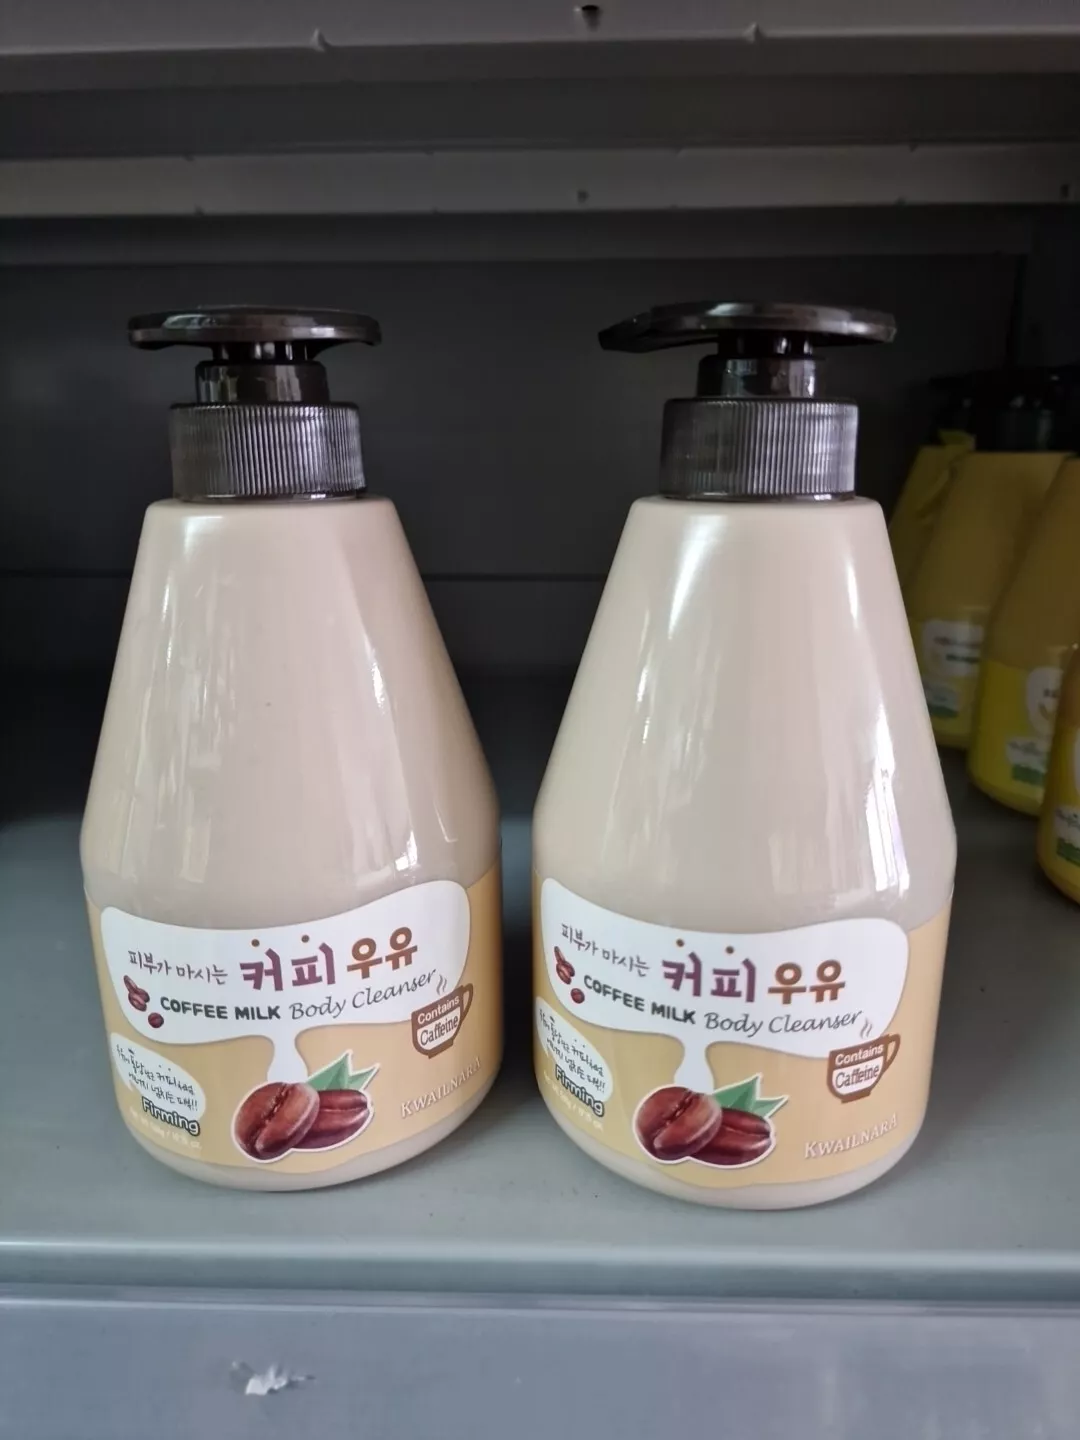 피부가 마시는 커피 우유
COFFEE MILK Body Cleanser
Contains
Caffeine
Firming
KWAILNARA
피부가 마시는 커피 우유
COFFEE MILK Body Cleanser
Contains
Caffeine
Firming
KWAILNARA